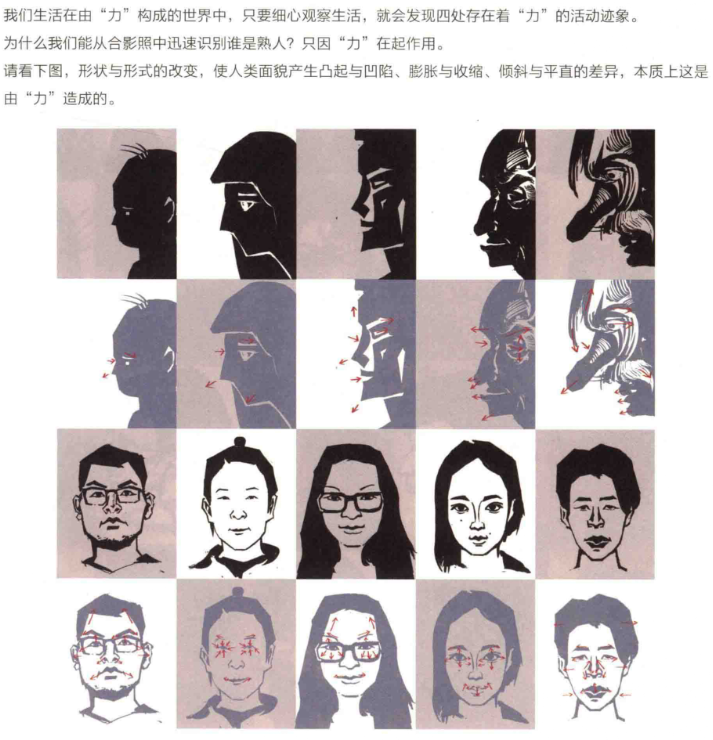 我们生活在由“力”构成的世界中，只要细心观察生活，就会发现四处存在着“力”的活动迹象。
为什么我们能从合影照中迅速识别谁是熟人？只因“力”在起作用。
请看下图，形状与形式的改变，使人类面貌产生凸起与凹陷、膨胀与收缩、倾斜与平直的差异，本质上这是
由“力”造成的。